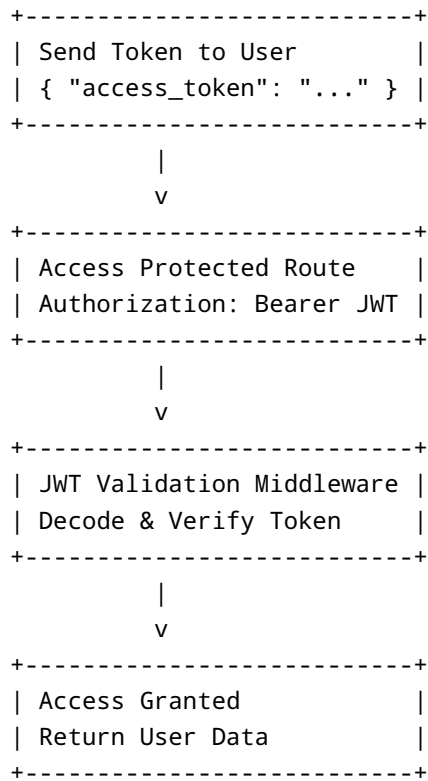 +---------------------------+
| Send Token to User        |
| { "access_token": "..." } |
+---------------------------+
          |
          v
+---------------------------+
| Access Protected Route    |
| Authorization: Bearer JWT |
+---------------------------+
          |
          v
+---------------------------+
| JWT Validation Middleware |
| Decode & Verify Token     |
+---------------------------+
          |
          v
+---------------------------+
| Access Granted            |
| Return User Data          |
+---------------------------+